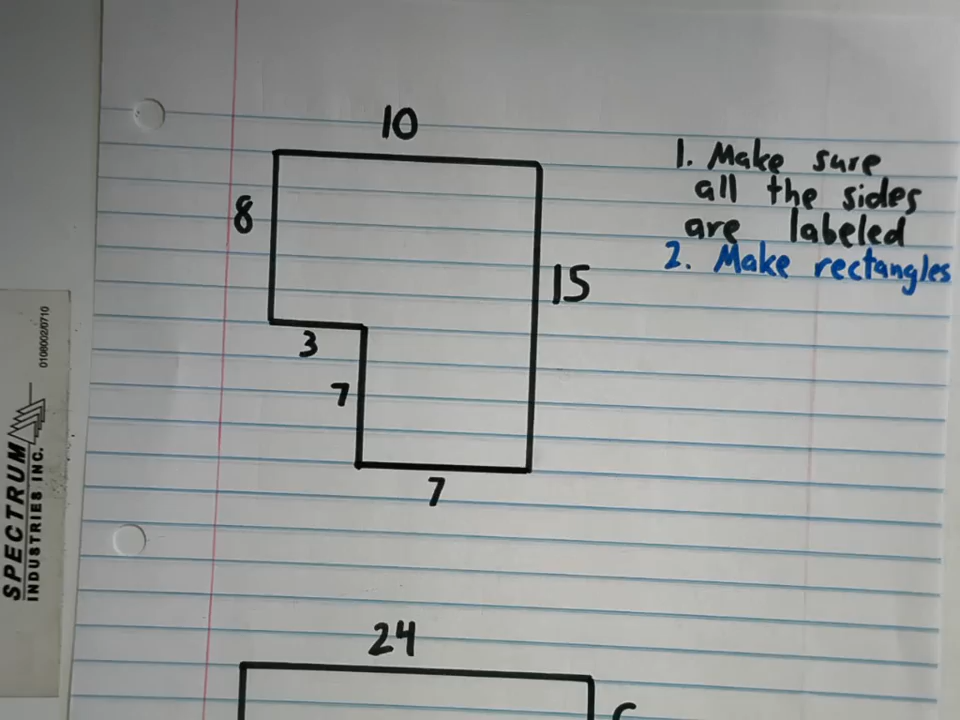 10
1. Make sure
all the sides
are labeled
2. Make rectangles
8
15
3
7
7
24
0108002/0710
SPECTRUM
INDUSTRIES INC.